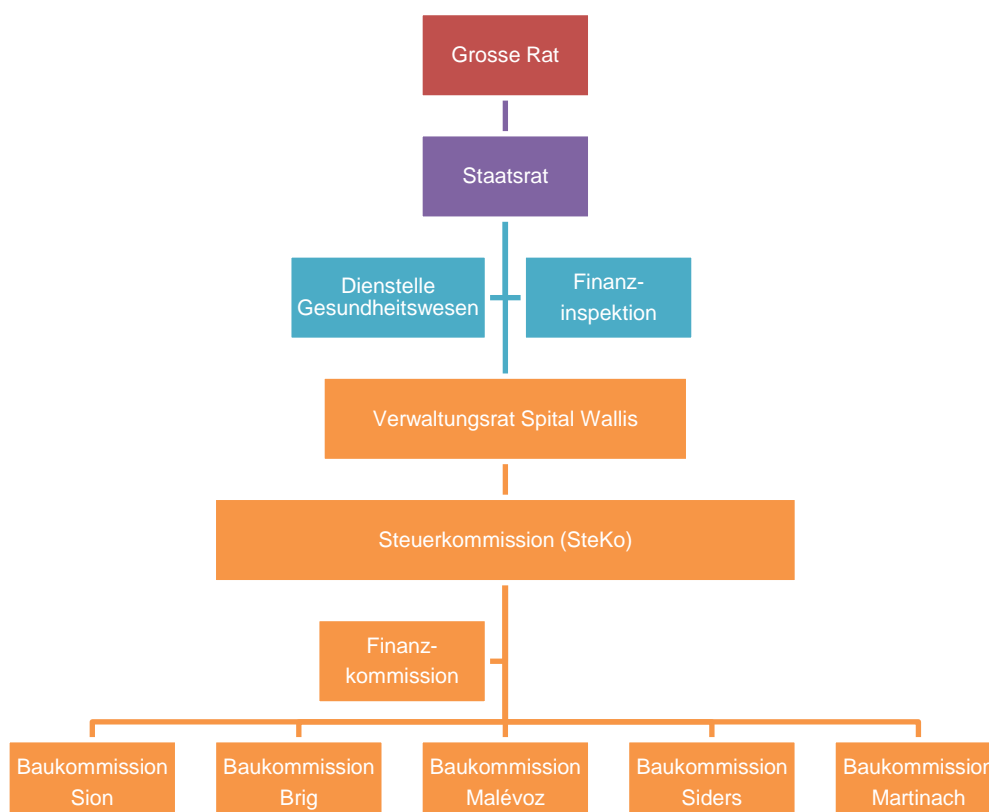 Grosse Rat
Staatsrat
Dienstelle
Gesundheitswesen
Finanz-
inspektion
Verwaltungsrat Spital Wallis
Steuerkommission (SteKo)
Finanz-
kommission
Baukommission
Sion
Baukommission
Brig
Baukommission
Malévoz
Baukommission
Siders
Baukommission
Martinach